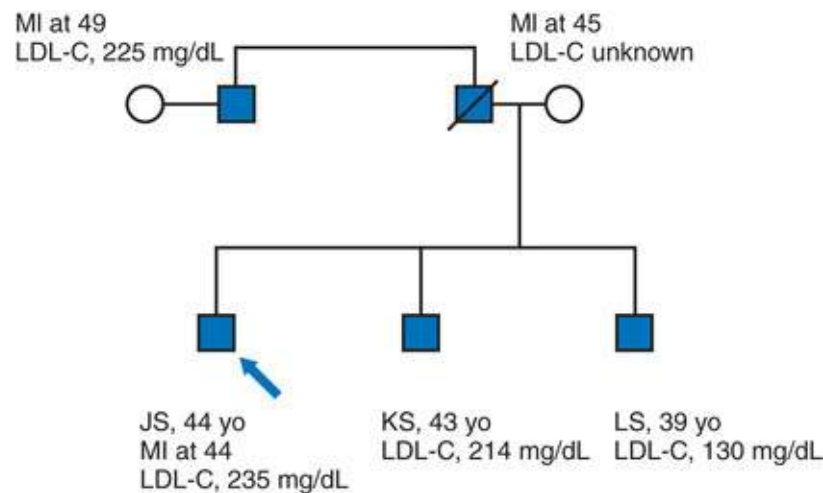 MI at 49
LDL-C, 225 mg/dL
MI at 45
LDL-C unknown
JS, 44 yo
MI at 44
LDL-C, 235 mg/dL
KS, 43 yo
LDL-C, 214 mg/dL
LS, 39 yo
LDL-C, 130 mg/dL